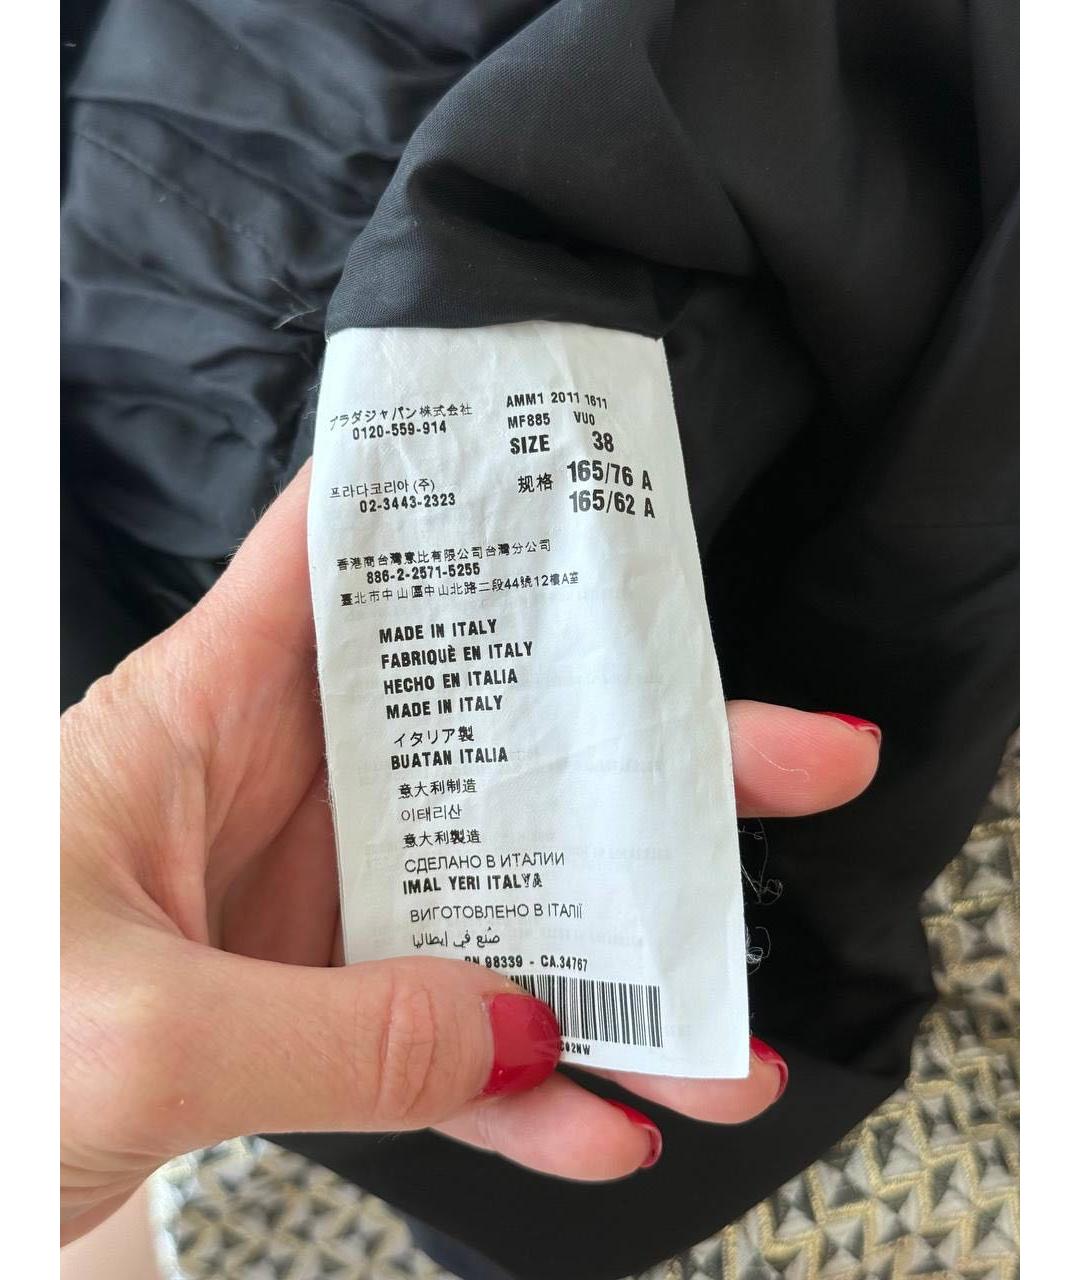 プラダジャパン株式会社
0120-559-914
프라다코리아 (주)
02-3443-2323
AMM1 2011 1611
MF885 VUO
SIZE 38
规格 165/76 A
165/62 A
香港商台灣意比有限公司台灣分公司
886-2-2571-5255
臺北市中山區中山北路二段44號12樓A室
MADE IN ITALY
FABRIQUÈ EN ITALY
HECHO EN ITALIA
MADE IN ITALY
イタリア製
BUATAN ITALIA
意大利制造
이태리산
意大利製造
СДЕЛАНО В ИТАЛИИ
IMAL YERI ITALYA
ВИГОТОВЛЕНО В ІТАЛІЇ
صُنع في إيطاليا
RN 98339 - CA.34767